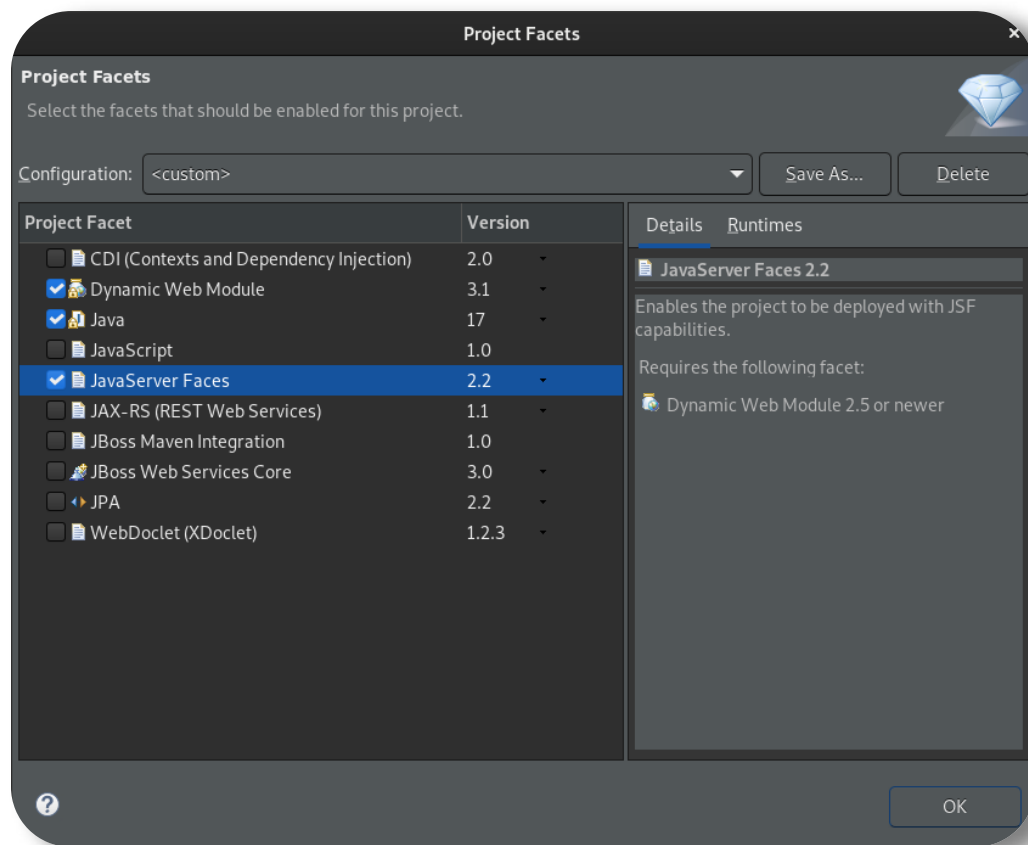 Project Facets
Project Facets
Select the facets that should be enabled for this project.
Configuration: <custom> Save As... Delete
Project Facet Version
CDI (Contexts and Dependency Injection) 2.0
Dynamic Web Module 3.1
Java 17
JavaScript 1.0
JavaServer Faces 2.2
JAX-RS (REST Web Services) 1.1
JBoss Maven Integration 1.0
JBoss Web Services Core 3.0
JPA 2.2
WebDoclet (XDoclet) 1.2.3
Details Runtimes
JavaServer Faces 2.2
Enables the project to be deployed with JSF
capabilities.
Requires the following facet:
Dynamic Web Module 2.5 or newer
OK